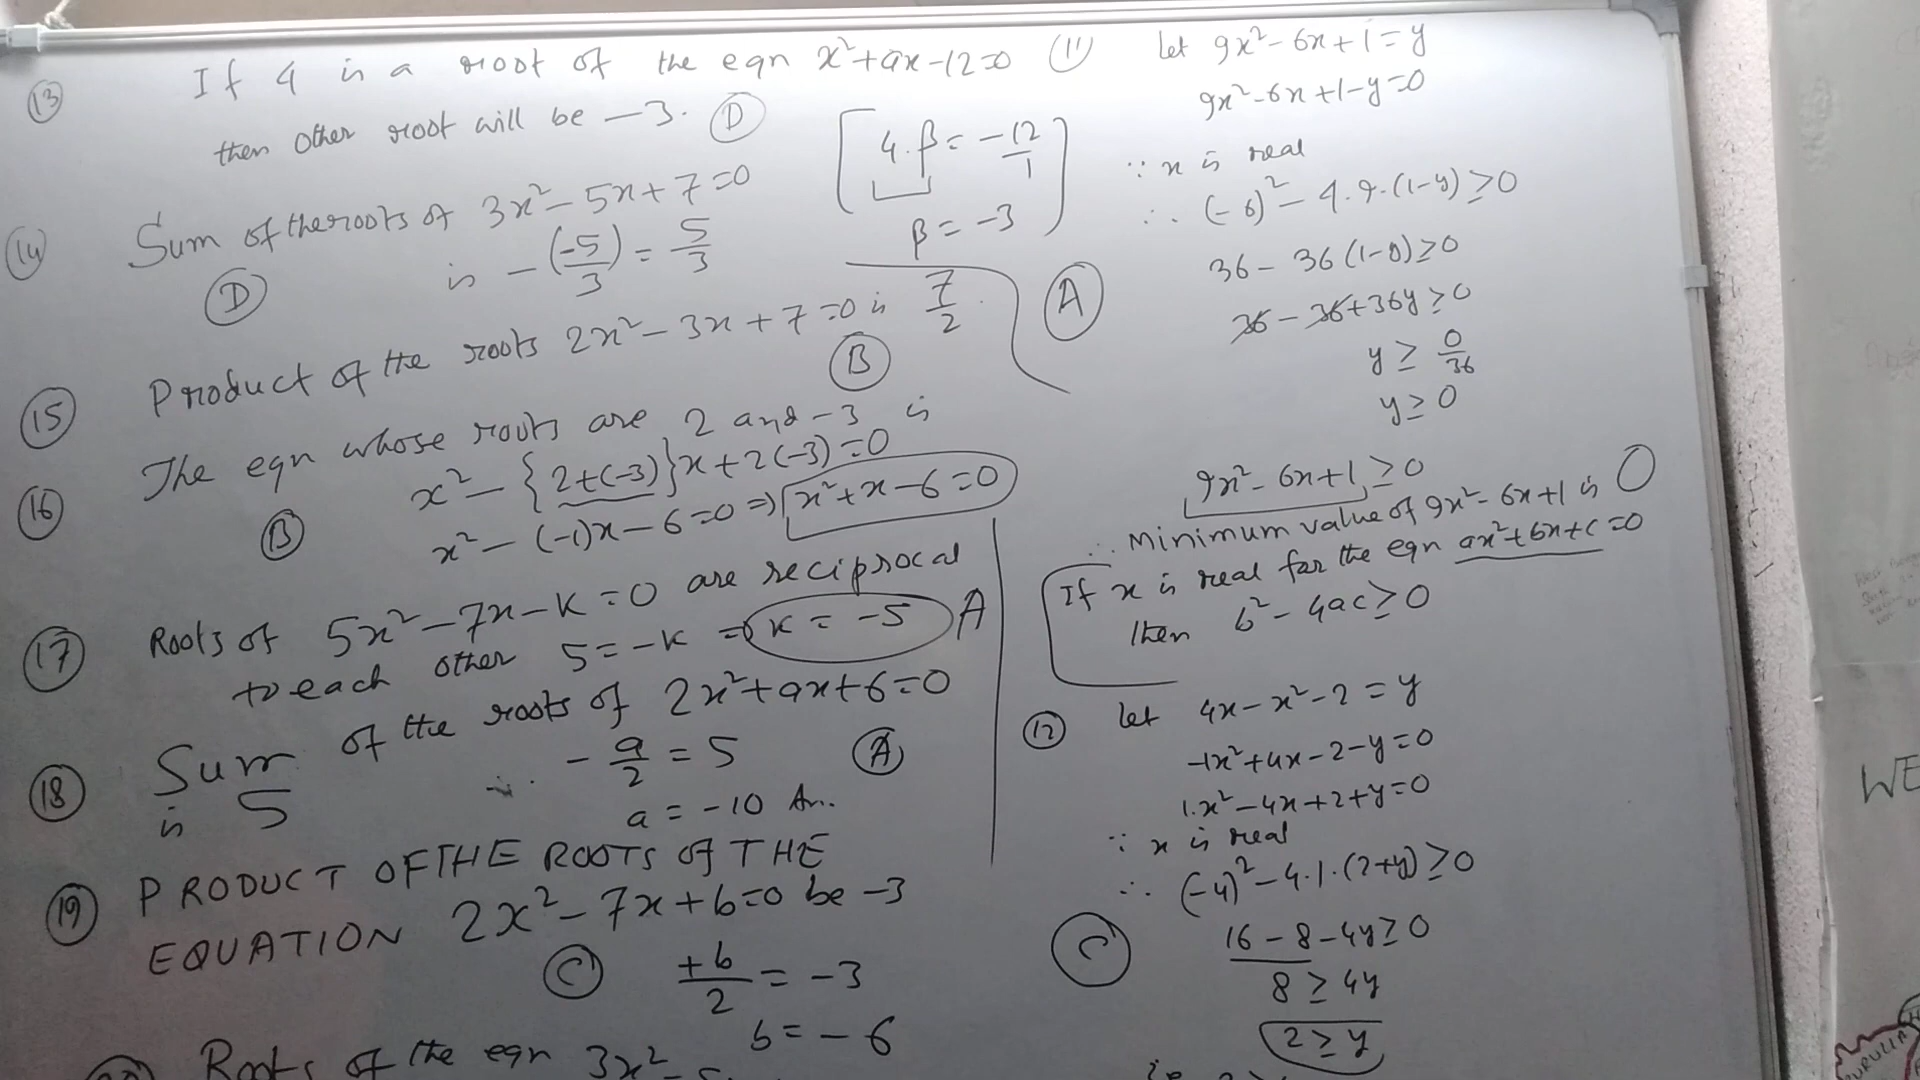 (13) If 4 is a root of the eqn x²+ax-12=0
then other root will be -3. (D)
[4.β = -12/1
β = -3]
(14) Sum of the roots of 3x²-5x+7=0
is -(-5/3) = 5/3
(D)
(15) Product of the roots 2x²-3x+7=0 is 7/2.
(B)
(16) The eqn whose roots are 2 and -3 is
x²-{2+(-3)}x+2(-3)=0
(B) x²-(-1)x-6=0 ⇒ x²+x-6=0
(17) Roots of 5x²-7x-K=0 are reciprocal
to each other 5=-K ⇒ K=-5 A
(18) Sum of the roots of 2x²+ax+6=0
is 5 ∴ -a/2 = 5 (A)
a = -10 An.
(19) PRODUCT OF THE ROOTS of THE
EQUATION 2x²-7x+b=0 be -3
(C) +b/2 = -3
b = -6
Roots of the eqn 3x²-
(11) Let 9x²-6x+1=y
9x²-6x+1-y=0
∵ x is real
∴ (-6)²-4.9.(1-y)≥0
36-36(1-y)≥0
(A) 36-36+36y≥0
y ≥ 0/36
y≥0
9x²-6x+1≥0
∴ Minimum value of 9x²-6x+1 is 0
If x is real for the eqn ax²+bx+c=0
then b²-4ac≥0
(12) Let 4x-x²-2=y
-1x²+4x-2-y=0
1.x²-4x+2+y=0
∵ x is real
∴ (-4)²-4.1.(2+y)≥0
(C) 16-8-4y≥0
8≥4y
2≥y
WE